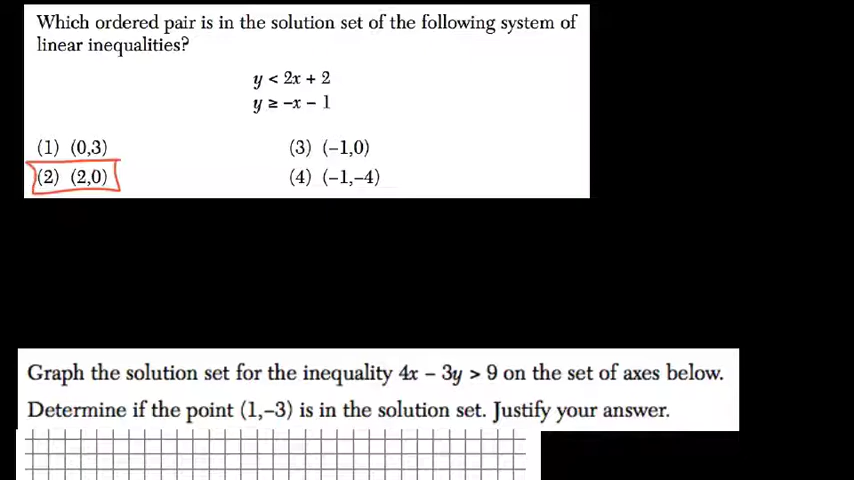 Which ordered pair is in the solution set of the following system of
linear inequalities?
y < 2x + 2
y ≥ –x – 1
(1) (0,3) (3) (–1,0)
(2) (2,0) (4) (–1,–4)
Graph the solution set for the inequality 4x – 3y > 9 on the set of axes below.
Determine if the point (1,–3) is in the solution set. Justify your answer.